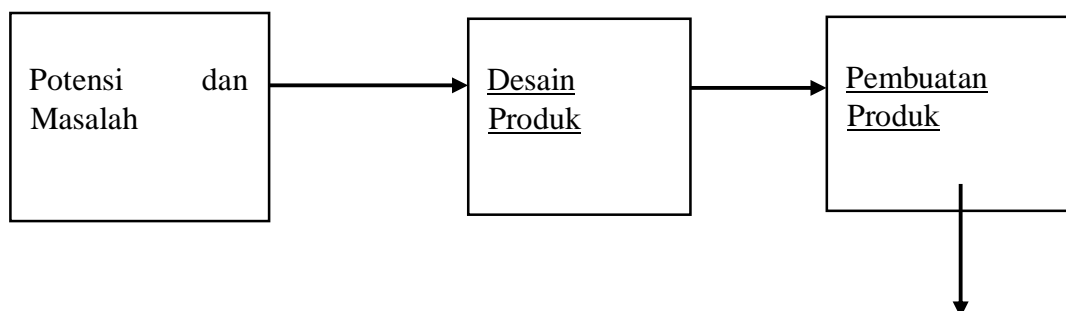 Potensi dan
Masalah
Desain
Produk
Pembuatan
Produk